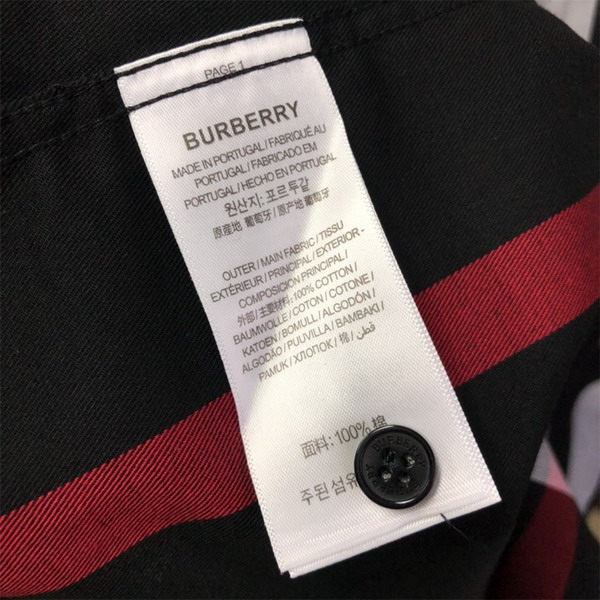 PAGE 1
BURBERRY
MADE IN PORTUGAL / FABRIQUÉ AU
PORTUGAL / FABRICADO EM
PORTUGAL / HECHO EN PORTUGAL
원산지: 포르투갈
原産地 葡萄牙 / 原产地 葡萄牙
OUTER / MAIN FABRIC / TISSU
EXTÉRIEUR / PRINCIPAL / EXTERIOR -
COMPOSICIÓN PRINCIPAL /
外部 / 主要材料: 100% COTTON /
BAUMWOLLE / COTON / COTONE /
KATOEN / BOMULL / ALGODÓN /
ALGODÃO / PUUVILLA / ΒΑΜΒΑΚΙ /
PAMUK / ХЛОПОК / 棉 / قطن
面料: 100% 棉
주된 섬유
BURBERRY
BURBERRY